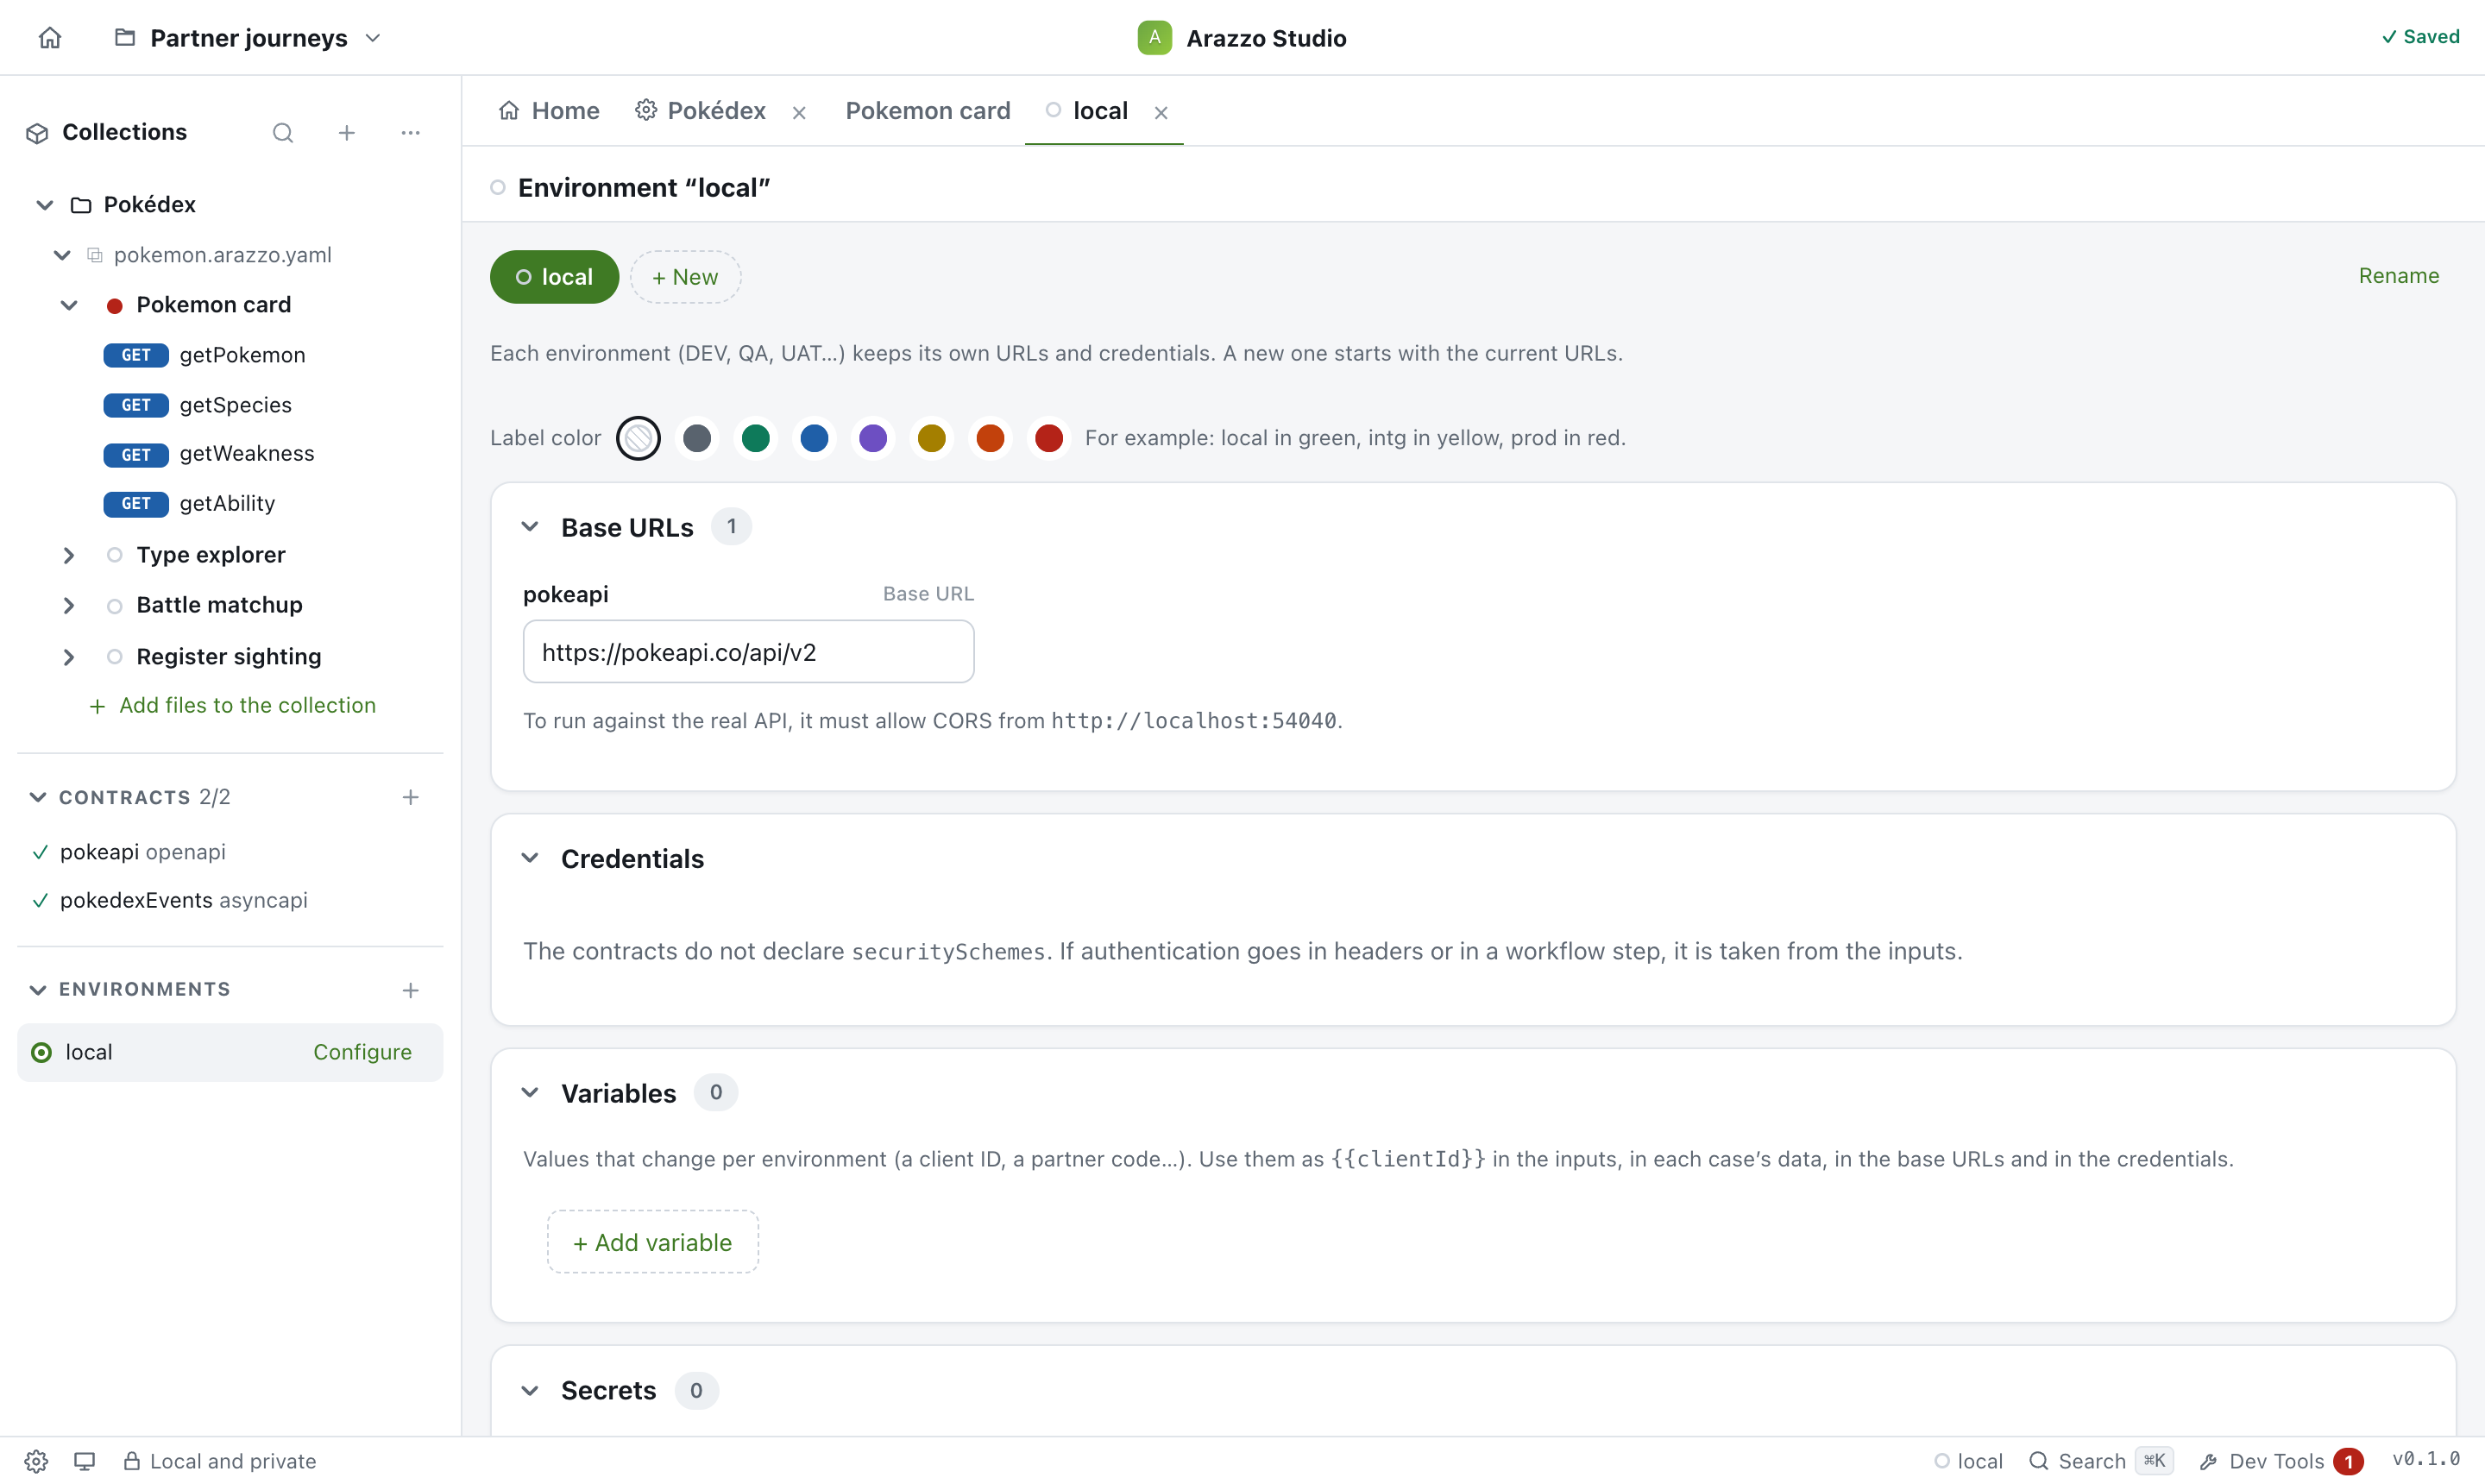 Partner journeys
A Arazzo Studio
✓ Saved
Collections
Pokédex
pokemon.arazzo.yaml
Pokemon card
GET getPokemon
GET getSpecies
GET getWeakness
GET getAbility
Type explorer
Battle matchup
Register sighting
+ Add files to the collection
CONTRACTS 2/2
✓ pokeapi openapi
✓ pokedexEvents asyncapi
ENVIRONMENTS
local Configure
Home
Pokédex
Pokemon card
local
Environment “local”
local
+ New
Rename
Each environment (DEV, QA, UAT…) keeps its own URLs and credentials. A new one starts with the current URLs.
Label color
For example: local in green, intg in yellow, prod in red.
Base URLs 1
pokeapi Base URL
https://pokeapi.co/api/v2
To run against the real API, it must allow CORS from http://localhost:54040.
Credentials
The contracts do not declare securitySchemes. If authentication goes in headers or in a workflow step, it is taken from the inputs.
Variables 0
Values that change per environment (a client ID, a partner code…). Use them as {{clientId}} in the inputs, in each case’s data, in the base URLs and in the credentials.
+ Add variable
Secrets 0
Local and private
local
Search ⌘K
Dev Tools 1
v0.1.0